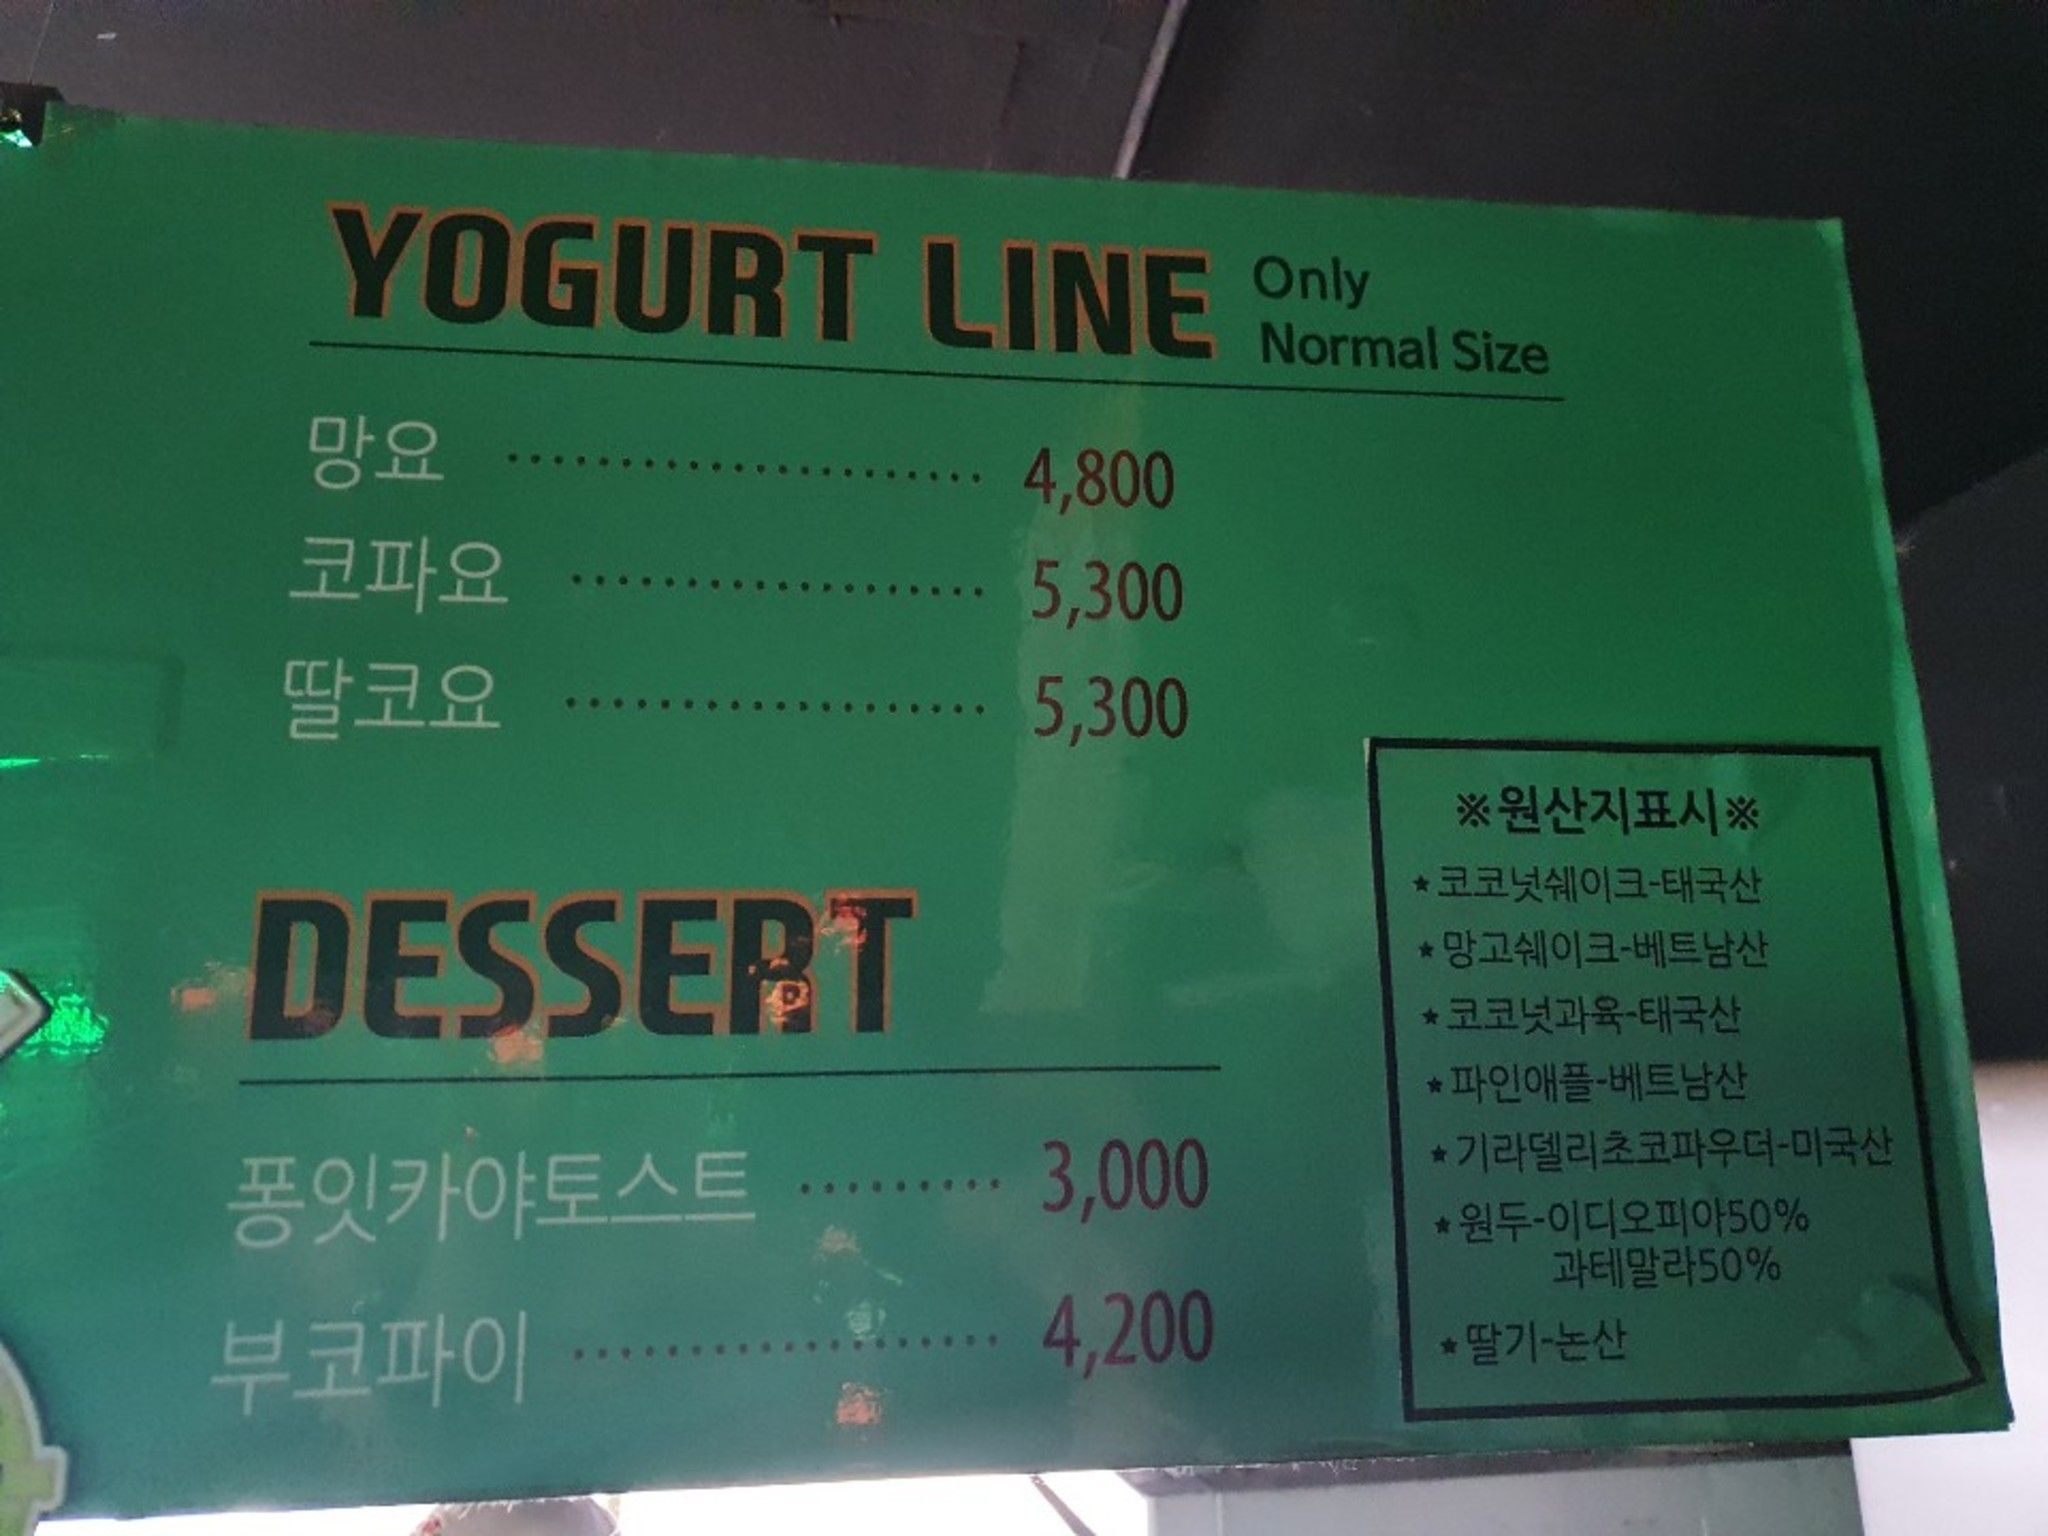 YOGURT LINE Only
Normal Size
망요 ······················ 4,800
코파요 ··················· 5,300
딸코요 ··················· 5,300
DESSERT
퐁잇카야토스트 ········· 3,000
부코파이 ··················· 4,200
※원산지표시※
★코코넛쉐이크-태국산
★망고쉐이크-베트남산
★코코넛과육-태국산
★파인애플-베트남산
★기라델리초코파우더-미국산
★원두-이디오피아50%
과테말라50%
★딸기-논산